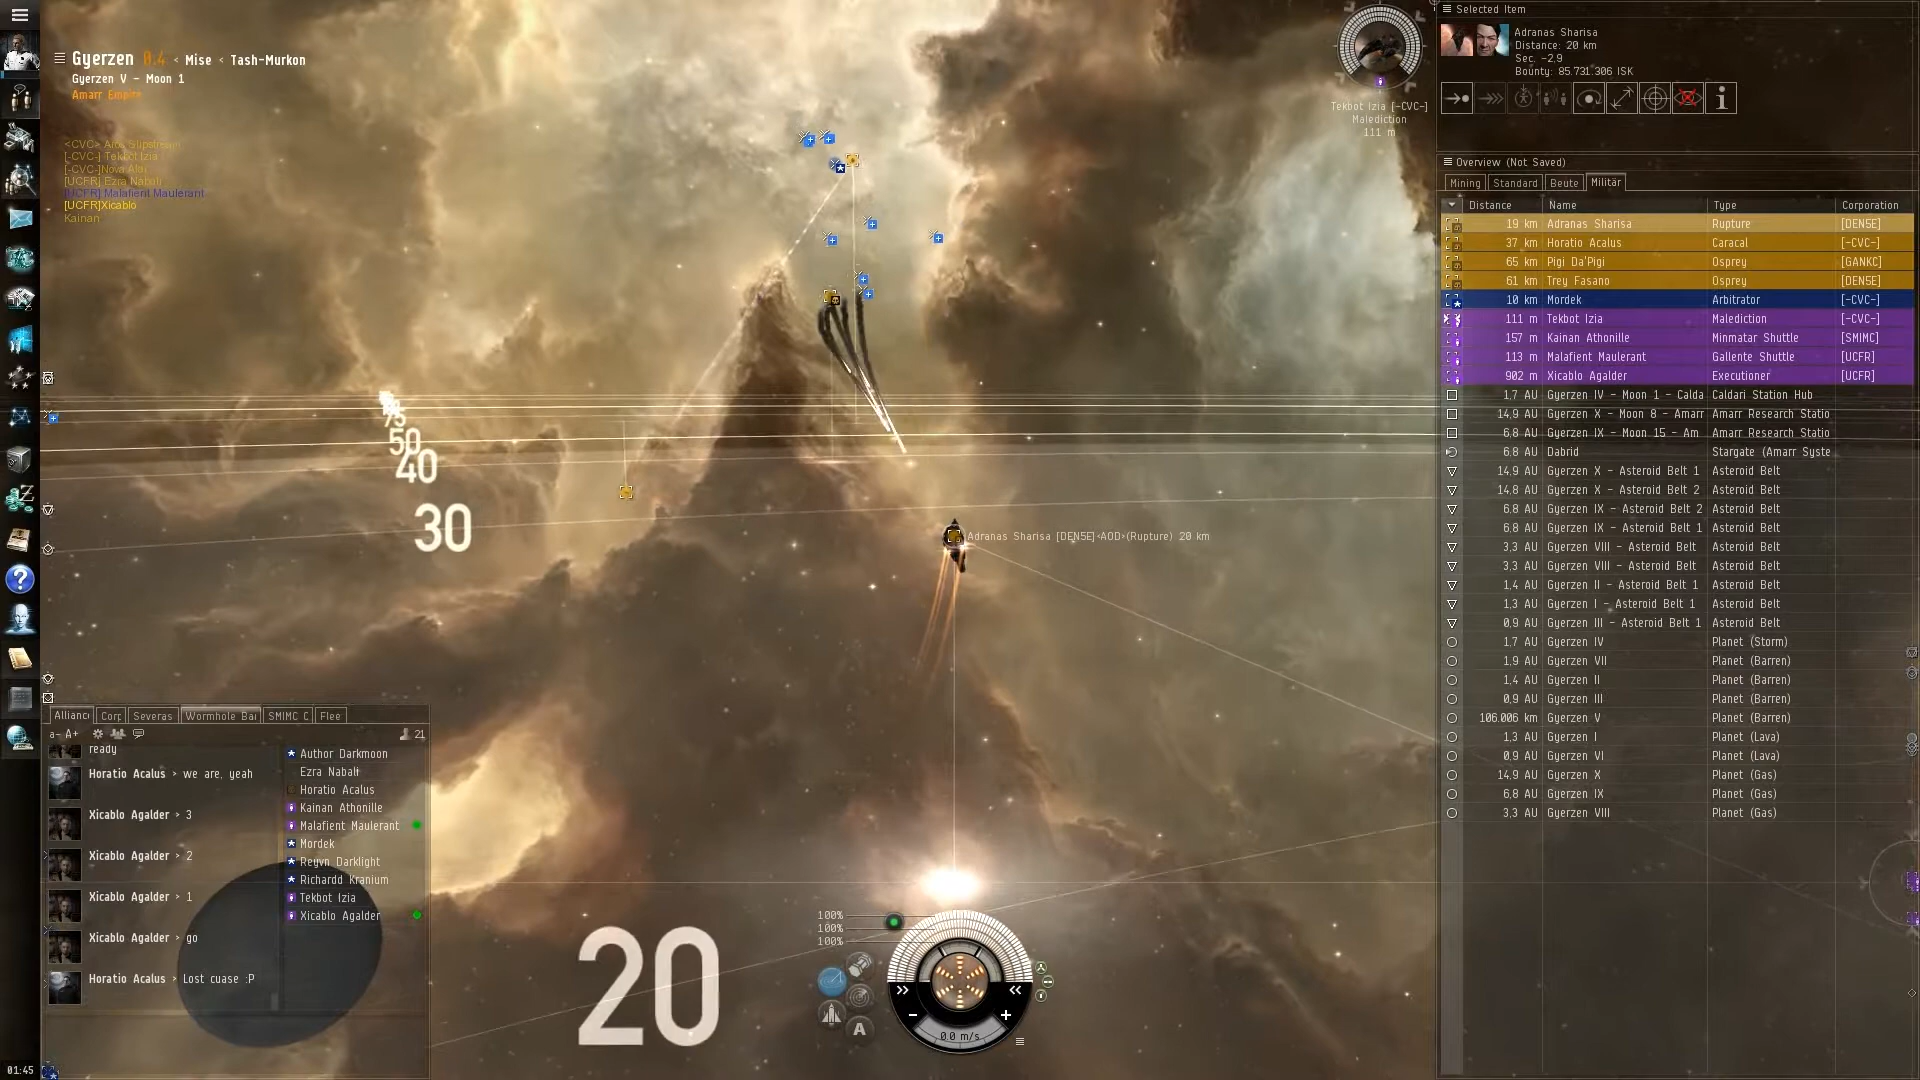 Gyerzen 0.4 < Mise < Tash-Murkon
Gyerzen V - Moon 1
Amarr Empire
[-CVC-] Tekbot Izia
[UCFR] Ezra Nabali
[UCFR] Malafient Maulerant
[UCFR]Xicablo
Kainan
75
50
40
30
20
Adranas Sharisa [DEN5E]<AOD>(Rupture) 20 km
Tekbot Izia [-CVC-]
Malediction
111 m
Selected Item
Adranas Sharisa
Distance: 20 km
Sec. -2,9
Bounty: 85.731.306 ISK
Overview (Not Saved)
Mining Standard Beute Militär
Distance Name Type Corporation
19 km Adranas Sharisa Rupture [DEN5E]
37 km Horatio Acalus Caracal [-CVC-]
65 km Pigi Da'Pigi Osprey [GANKC]
61 km Trey Fasano Osprey [DEN5E]
10 km Mordek Arbitrator [-CVC-]
111 m Tekbot Izia Malediction [-CVC-]
157 m Kainan Athonille Minmatar Shuttle [SMIMC]
113 m Malafient Maulerant Gallente Shuttle [UCFR]
902 m Xicablo Agalder Executioner [UCFR]
1,7 AU Gyerzen IV - Moon 1 - Calda Caldari Station Hub
14,9 AU Gyerzen X - Moon 8 - Amarr Amarr Research Statio
6,8 AU Gyerzen IX - Moon 15 - Am Amarr Research Statio
6.8 AU Dabrid Stargate (Amarr Syste
14.9 AU Gyerzen X - Asteroid Belt 1 Asteroid Belt
14.8 AU Gyerzen X - Asteroid Belt 2 Asteroid Belt
6.8 AU Gyerzen IX - Asteroid Belt 2 Asteroid Belt
6.8 AU Gyerzen IX - Asteroid Belt 1 Asteroid Belt
3,3 AU Gyerzen VIII - Asteroid Belt Asteroid Belt
3,3 AU Gyerzen VIII - Asteroid Belt Asteroid Belt
1,4 AU Gyerzen II - Asteroid Belt 1 Asteroid Belt
1,3 AU Gyerzen I - Asteroid Belt 1 Asteroid Belt
0.9 AU Gyerzen III - Asteroid Belt 1 Asteroid Belt
1.7 AU Gyerzen IV Planet (Storm)
1,9 AU Gyerzen VII Planet (Barren)
1,4 AU Gyerzen II Planet (Barren)
0,9 AU Gyerzen III Planet (Barren)
106.006 km Gyerzen V Planet (Barren)
1,3 AU Gyerzen I Planet (Lava)
0,9 AU Gyerzen VI Planet (Lava)
14.9 AU Gyerzen X Planet (Gas)
6,8 AU Gyerzen IX Planet (Gas)
3,3 AU Gyerzen VIII Planet (Gas)
Alliance Corp Severas Wormhole Bai SMIMC C Flee
a- A+ 21
ready
Horatio Acalus > we are, yeah
Xicablo Agalder > 3
Xicablo Agalder > 2
Xicablo Agalder > 1
Xicablo Agalder > go
Horatio Acalus > Lost cuase :P
Author Darkmoon
Ezra Nabali
Horatio Acalus
Kainan Athonille
Malafient Maulerant
Mordek
Reyvn Darklight
Richardd Kranium
Tekbot Izia
Xicablo Agalder
100%
100%
100%
A
0.0 m/s
01:45